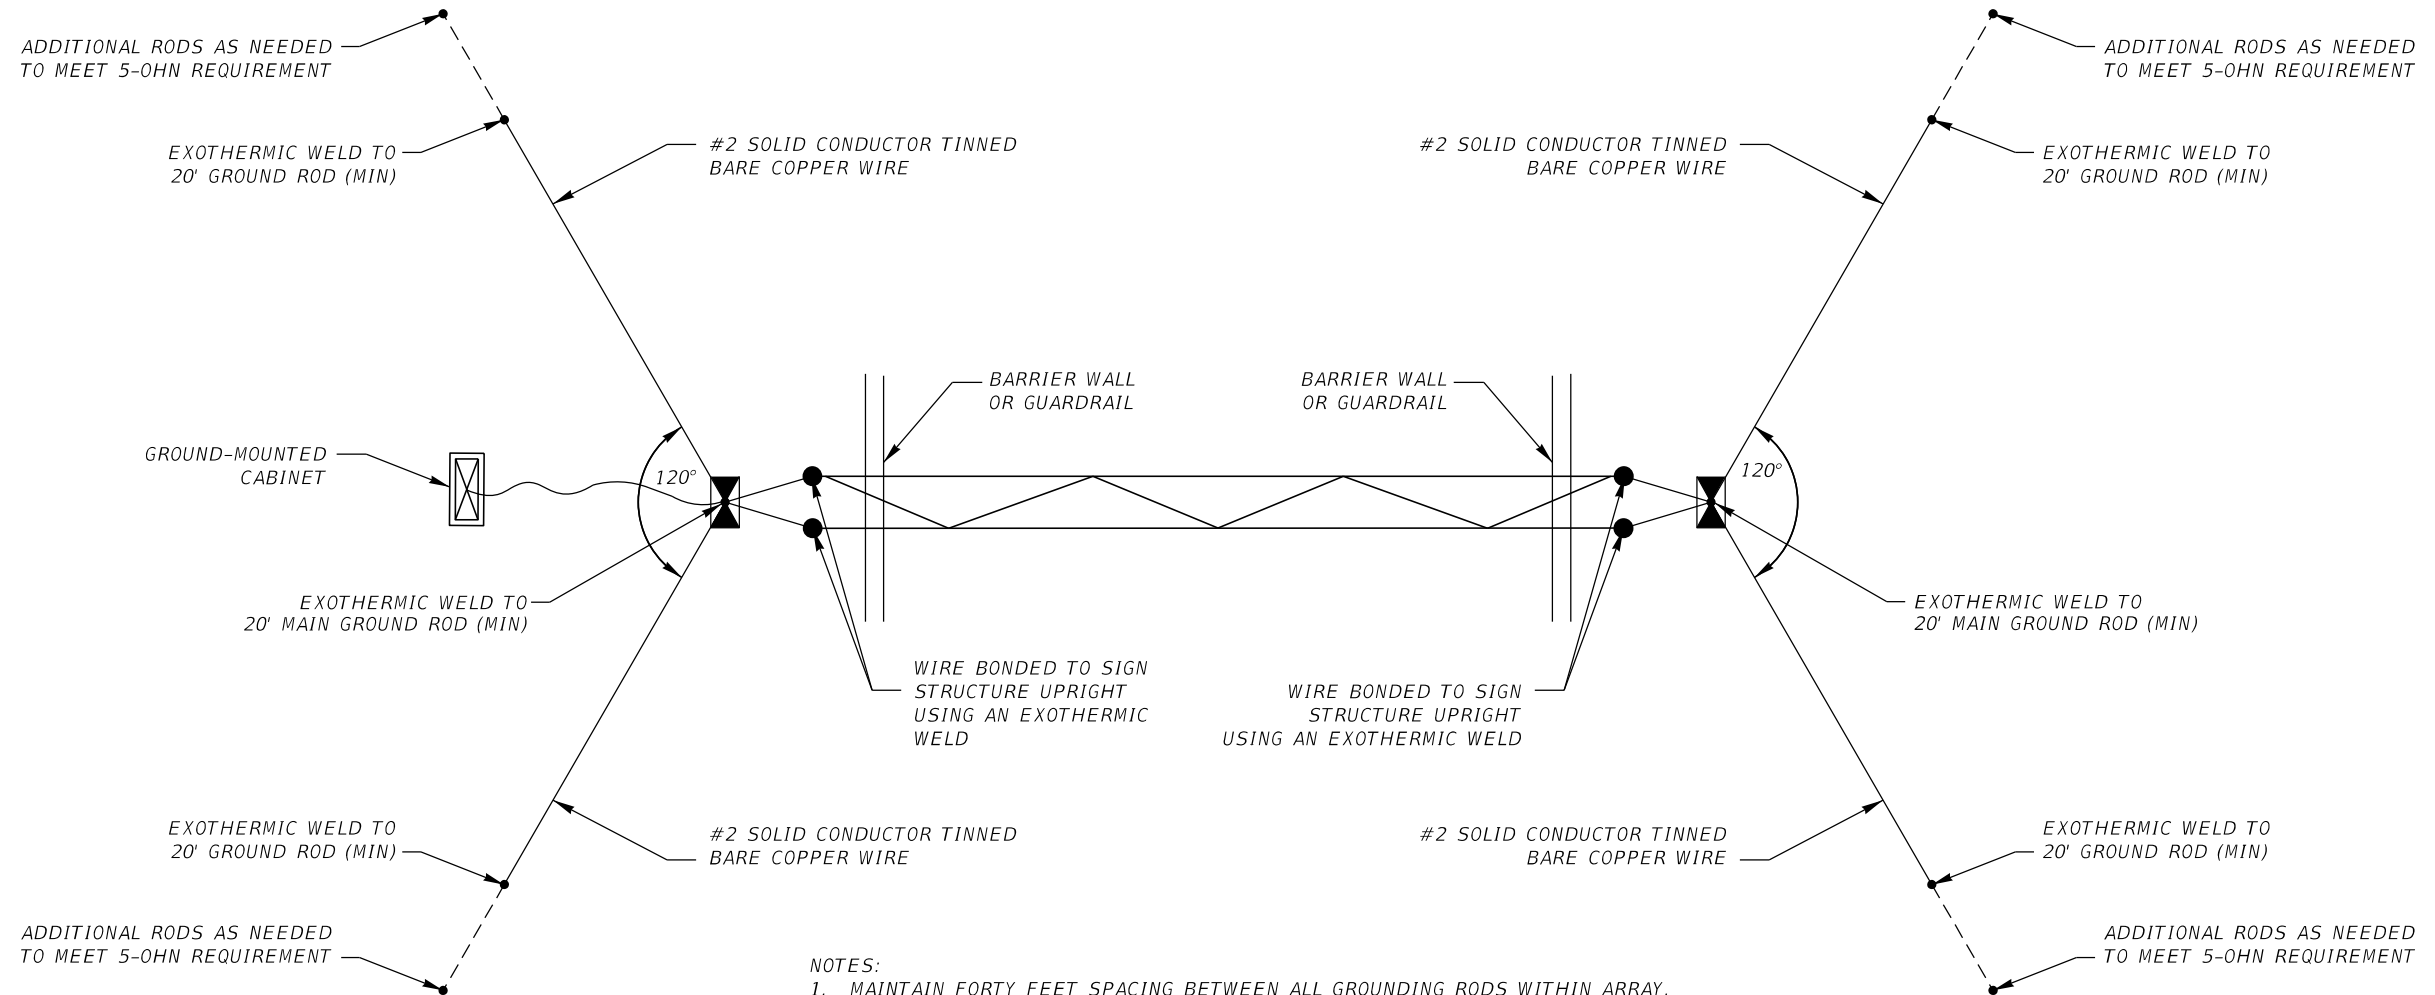 ADDITIONAL RODS AS NEEDED
TO MEET 5-OHN REQUIREMENT
ADDITIONAL RODS AS NEEDED
TO MEET 5-OHN REQUIREMENT
EXOTHERMIC WELD TO
20' GROUND ROD (MIN)
#2 SOLID CONDUCTOR TINNED
BARE COPPER WIRE
#2 SOLID CONDUCTOR TINNED
BARE COPPER WIRE
EXOTHERMIC WELD TO
20' GROUND ROD (MIN)
BARRIER WALL
OR GUARDRAIL
BARRIER WALL
OR GUARDRAIL
GROUND-MOUNTED
CABINET
120°
120°
EXOTHERMIC WELD TO
20' MAIN GROUND ROD (MIN)
EXOTHERMIC WELD TO
20' MAIN GROUND ROD (MIN)
WIRE BONDED TO SIGN
STRUCTURE UPRIGHT
USING AN EXOTHERMIC
WELD
WIRE BONDED TO SIGN
STRUCTURE UPRIGHT
USING AN EXOTHERMIC WELD
EXOTHERMIC WELD TO
20' GROUND ROD (MIN)
#2 SOLID CONDUCTOR TINNED
BARE COPPER WIRE
#2 SOLID CONDUCTOR TINNED
BARE COPPER WIRE
EXOTHERMIC WELD TO
20' GROUND ROD (MIN)
ADDITIONAL RODS AS NEEDED
TO MEET 5-OHN REQUIREMENT
ADDITIONAL RODS AS NEEDED
TO MEET 5-OHN REQUIREMENT
NOTES:
1. MAINTAIN FORTY FEET SPACING BETWEEN ALL GROUNDING RODS WITHIN ARRAY.